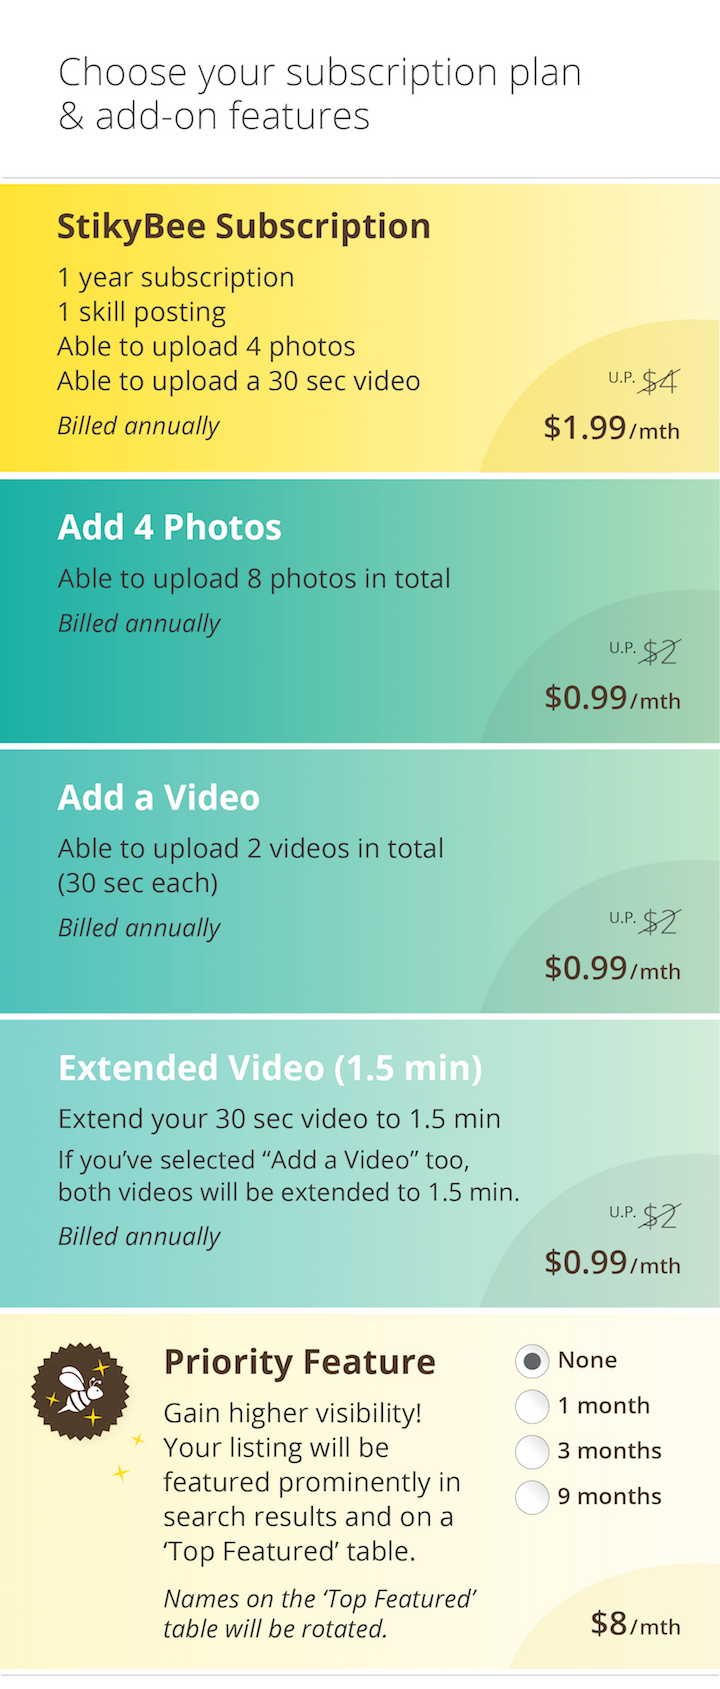 Choose your subscription plan
& add-on features
StikyBee Subscription
1 year subscription
1 skill posting
Able to upload 4 photos
Able to upload a 30 sec video
Billed annually
U.P. $4
$1.99/mth
Add 4 Photos
Able to upload 8 photos in total
Billed annually
U.P. $2
$0.99/mth
Add a Video
Able to upload 2 videos in total
(30 sec each)
Billed annually
U.P. $2
$0.99/mth
Extended Video (1.5 min)
Extend your 30 sec video to 1.5 min
If you’ve selected “Add a Video” too,
both videos will be extended to 1.5 min.
Billed annually
U.P. $2
$0.99/mth
Priority Feature
Gain higher visibility!
Your listing will be
featured prominently in
search results and on a
‘Top Featured’ table.
Names on the ‘Top Featured’
table will be rotated.
None
1 month
3 months
9 months
$8/mth